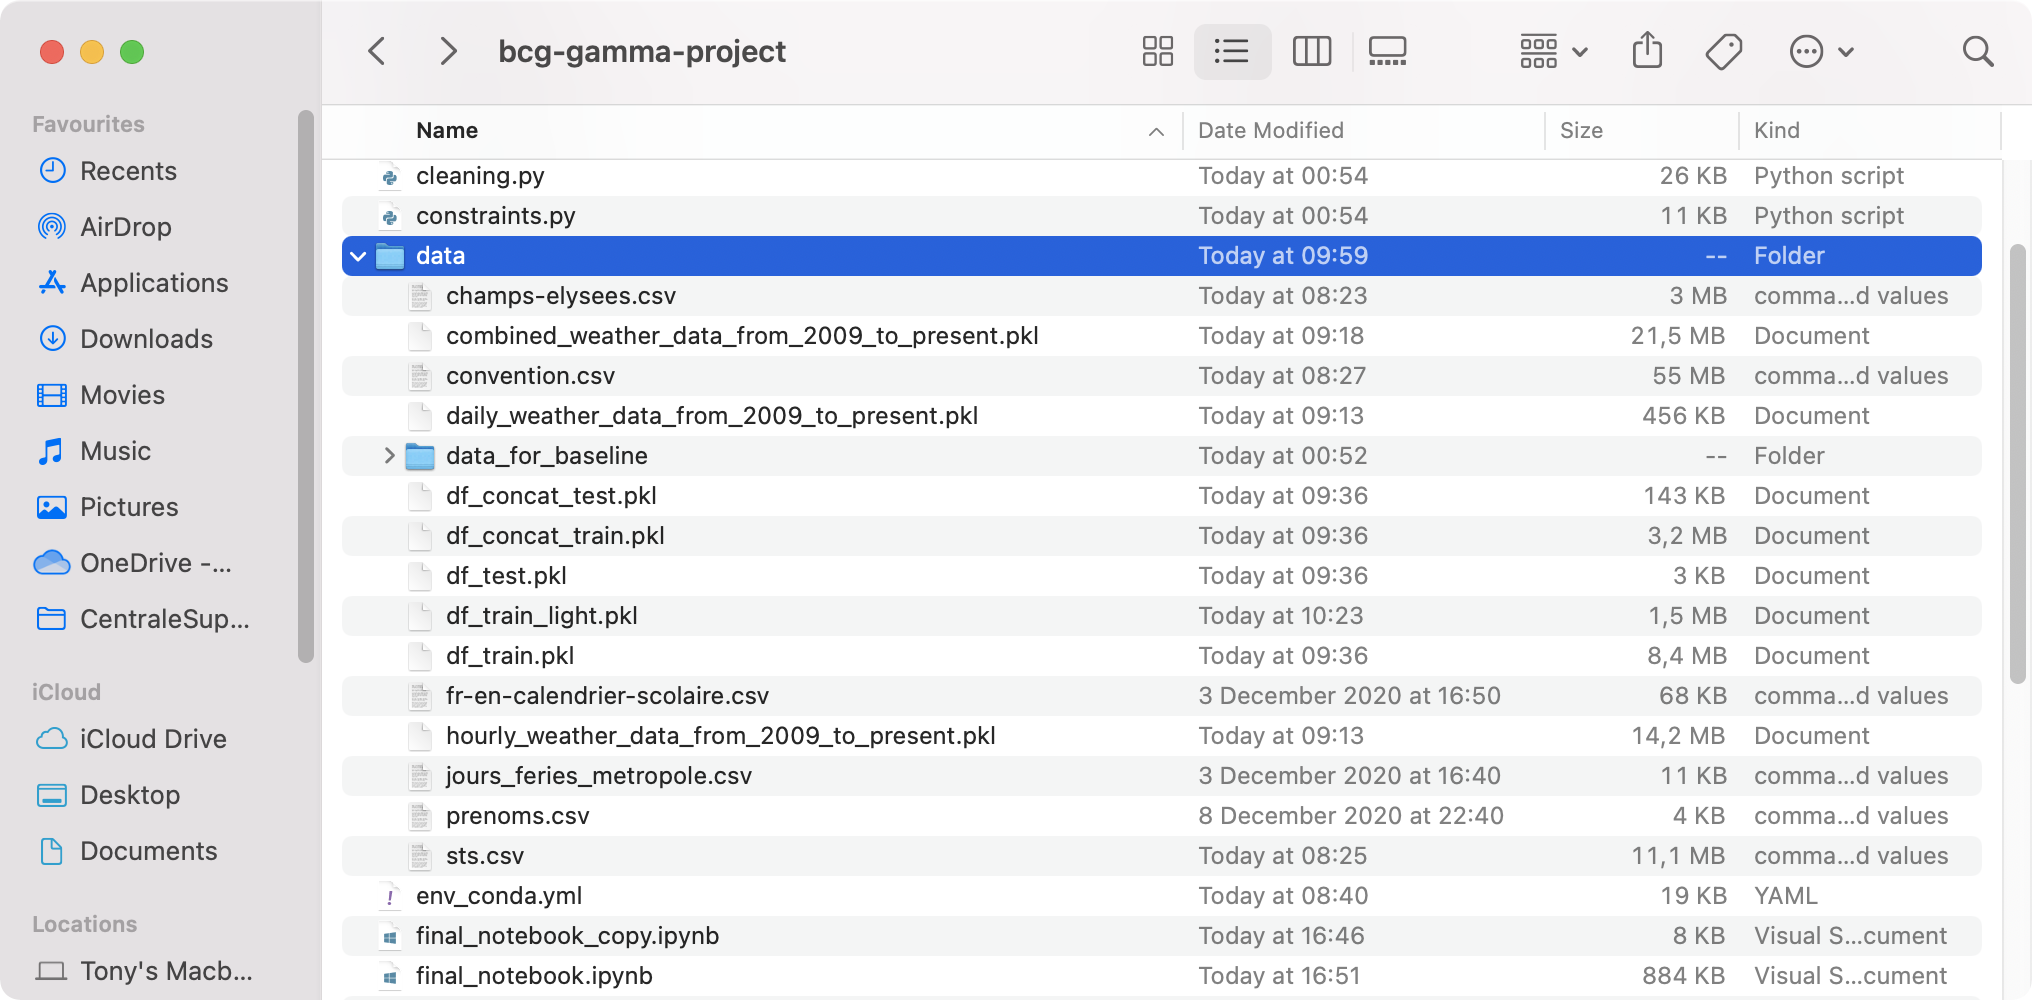 bcg-gamma-project
Favourites
Recents
AirDrop
Applications
Downloads
Movies
Music
Pictures
OneDrive -...
CentraleSup...
iCloud
iCloud Drive
Desktop
Documents
Locations
Tony's Macb...
Name Date Modified Size Kind
cleaning.py Today at 00:54 26 KB Python script
constraints.py Today at 00:54 11 KB Python script
data Today at 09:59 -- Folder
champs-elysees.csv Today at 08:23 3 MB comma...d values
combined_weather_data_from_2009_to_present.pkl Today at 09:18 21,5 MB Document
convention.csv Today at 08:27 55 MB comma...d values
daily_weather_data_from_2009_to_present.pkl Today at 09:13 456 KB Document
data_for_baseline Today at 00:52 -- Folder
df_concat_test.pkl Today at 09:36 143 KB Document
df_concat_train.pkl Today at 09:36 3,2 MB Document
df_test.pkl Today at 09:36 3 KB Document
df_train_light.pkl Today at 10:23 1,5 MB Document
df_train.pkl Today at 09:36 8,4 MB Document
fr-en-calendrier-scolaire.csv 3 December 2020 at 16:50 68 KB comma...d values
hourly_weather_data_from_2009_to_present.pkl Today at 09:13 14,2 MB Document
jours_feries_metropole.csv 3 December 2020 at 16:40 11 KB comma...d values
prenoms.csv 8 December 2020 at 22:40 4 KB comma...d values
sts.csv Today at 08:25 11,1 MB comma...d values
env_conda.yml Today at 08:40 19 KB YAML
final_notebook_copy.ipynb Today at 16:46 8 KB Visual S...cument
final_notebook.ipynb Today at 16:51 884 KB Visual S...cument